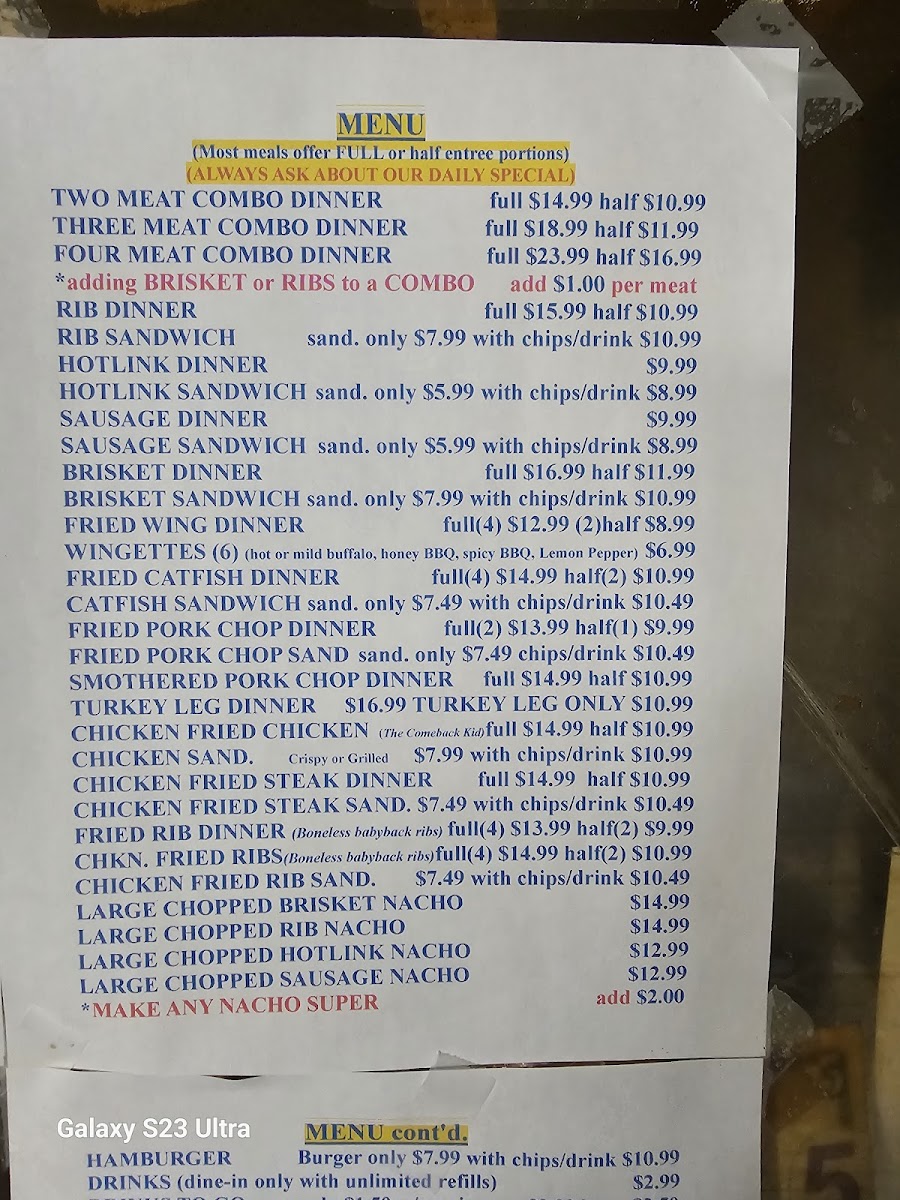 MENU
(Most meals offer FULL or half entree portions)
(ALWAYS ASK ABOUT OUR DAILY SPECIAL)
TWO MEAT COMBO DINNER full $14.99 half $10.99
THREE MEAT COMBO DINNER full $18.99 half $11.99
FOUR MEAT COMBO DINNER full $23.99 half $16.99
*adding BRISKET or RIBS to a COMBO add $1.00 per meat
RIB DINNER full $15.99 half $10.99
RIB SANDWICH sand. only $7.99 with chips/drink $10.99
HOTLINK DINNER $9.99
HOTLINK SANDWICH sand. only $5.99 with chips/drink $8.99
SAUSAGE DINNER $9.99
SAUSAGE SANDWICH sand. only $5.99 with chips/drink $8.99
BRISKET DINNER full $16.99 half $11.99
BRISKET SANDWICH sand. only $7.99 with chips/drink $10.99
FRIED WING DINNER full(4) $12.99 (2)half $8.99
WINGETTES (6) (hot or mild buffalo, honey BBQ, spicy BBQ, Lemon Pepper) $6.99
FRIED CATFISH DINNER full(4) $14.99 half(2) $10.99
CATFISH SANDWICH sand. only $7.49 with chips/drink $10.49
FRIED PORK CHOP DINNER full(2) $13.99 half(1) $9.99
FRIED PORK CHOP SAND sand. only $7.49 chips/drink $10.49
SMOTHERED PORK CHOP DINNER full $14.99 half $10.99
TURKEY LEG DINNER $16.99 TURKEY LEG ONLY $10.99
CHICKEN FRIED CHICKEN (The Comeback Kid) full $14.99 half $10.99
CHICKEN SAND. Crispy or Grilled $7.99 with chips/drink $10.99
CHICKEN FRIED STEAK DINNER full $14.99 half $10.99
CHICKEN FRIED STEAK SAND. $7.49 with chips/drink $10.49
FRIED RIB DINNER (Boneless babyback ribs) full(4) $13.99 half(2) $9.99
CHKN. FRIED RIBS(Boneless babyback ribs)full(4) $14.99 half(2) $10.99
CHICKEN FRIED RIB SAND. $7.49 with chips/drink $10.49
LARGE CHOPPED BRISKET NACHO $14.99
LARGE CHOPPED RIB NACHO $14.99
LARGE CHOPPED HOTLINK NACHO $12.99
LARGE CHOPPED SAUSAGE NACHO $12.99
*MAKE ANY NACHO SUPER add $2.00
Galaxy S23 Ultra
MENU cont'd.
HAMBURGER Burger only $7.99 with chips/drink $10.99
DRINKS (dine-in only with unlimited refills) $2.99
5